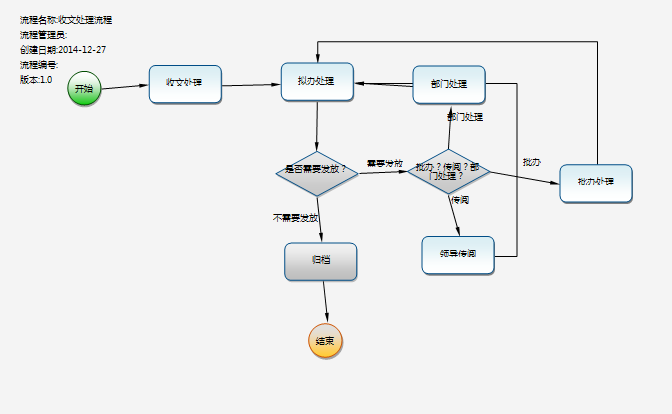 流程名称:收文处理流程
流程管理员:
创建日期:2014-12-27
流程编号:
版本:1.0
开始
收文处理
拟办处理
部门处理
部门处理
是否需要发放？
需要发放
批办？传阅？部
门处理？
批办
批办处理
传阅
不需要发放
归档
领导传阅
结束